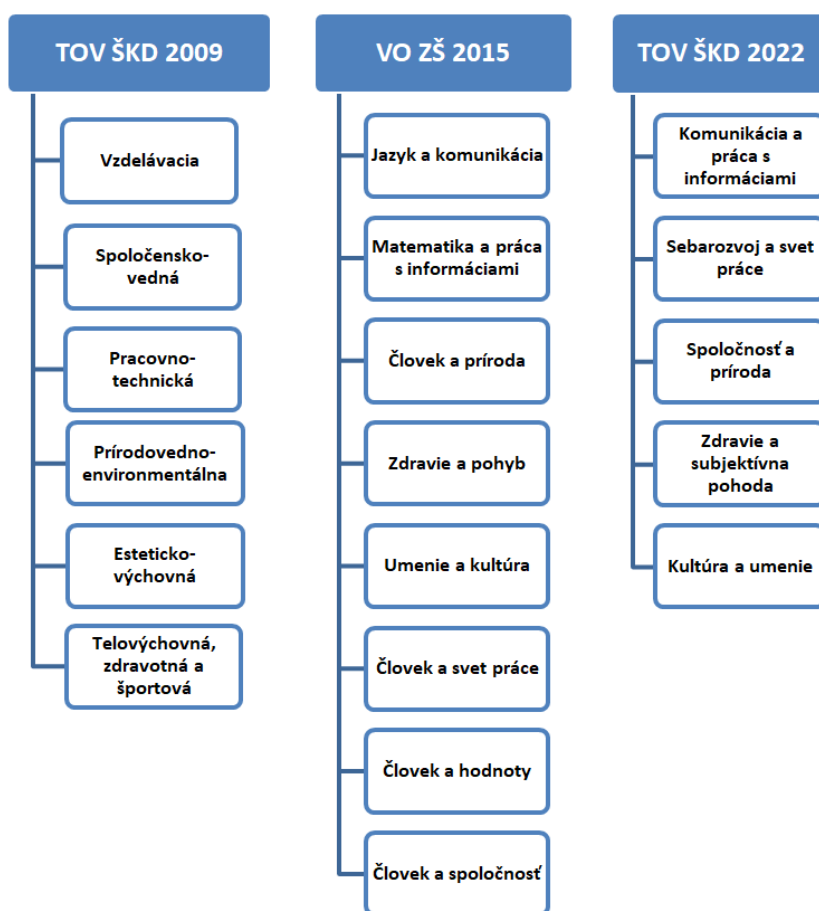 TOV ŠKD 2009
Vzdelávacia
Spoločensko-
vedná
Pracovno-
technická
Prírodovedno-
environmentálna
Esteticko-
výchovná
Telovýchovná,
zdravotná a
športová
VO ZŠ 2015
Jazyk a komunikácia
Matematika a práca
s informáciami
Človek a príroda
Zdravie a pohyb
Umenie a kultúra
Človek a svet práce
Človek a hodnoty
Človek a spoločnosť
TOV ŠKD 2022
Komunikácia a
práca s
informáciami
Sebarozvoj a svet
práce
Spoločnosť a
príroda
Zdravie a
subjektívna
pohoda
Kultúra a umenie